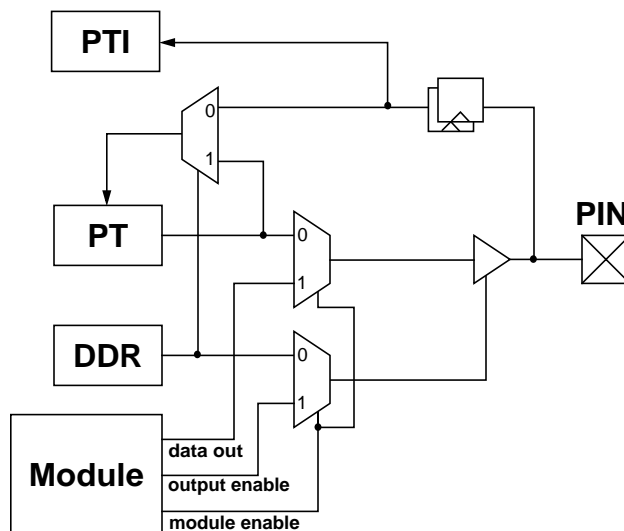 PTI
0
1
PT
PIN
0
1
DDR
0
1
Module
data out
output enable
module enable